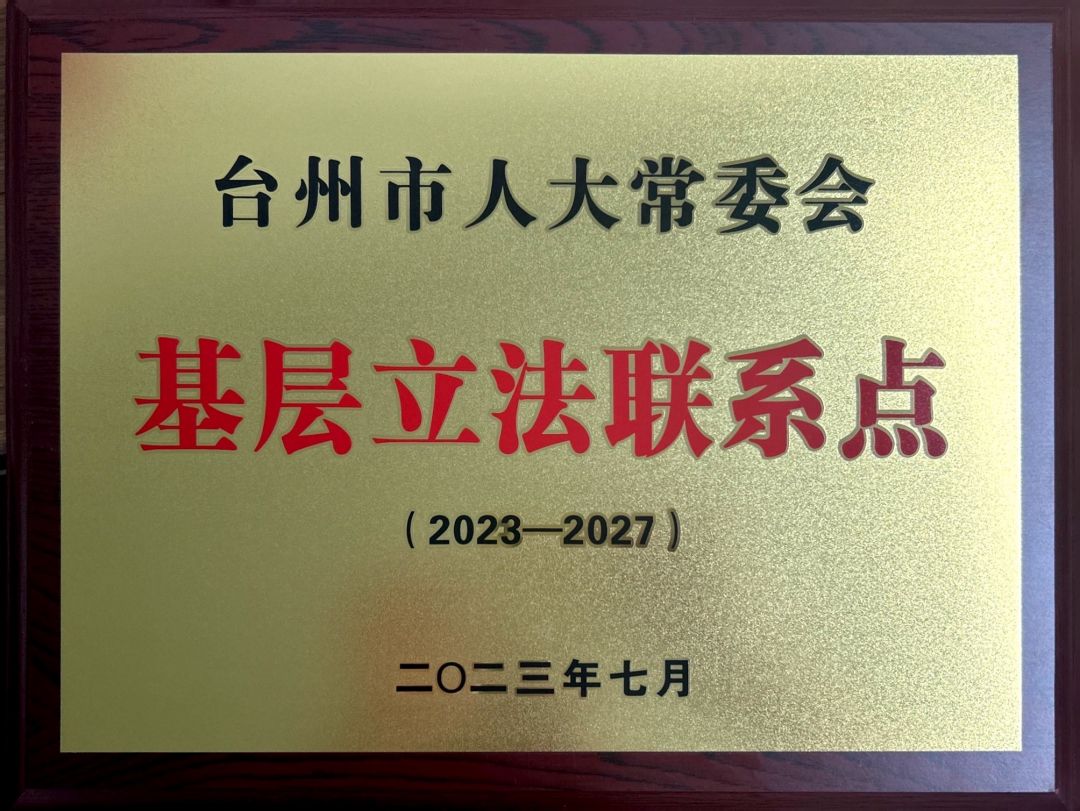 台州市人大常委会
基层立法联系点
（2023—2027）
二〇二三年七月